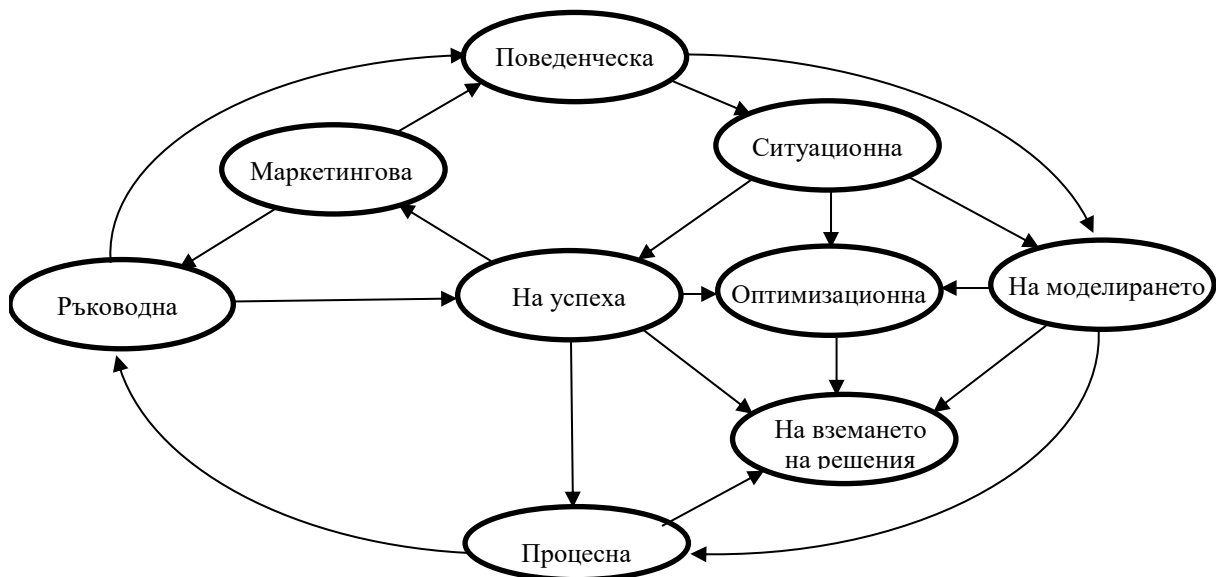 Поведенческа
Ситуационна
Маркетингова
Ръководна
На успеха
Оптимизационна
На моделирането
На вземането
на решения
Процесна